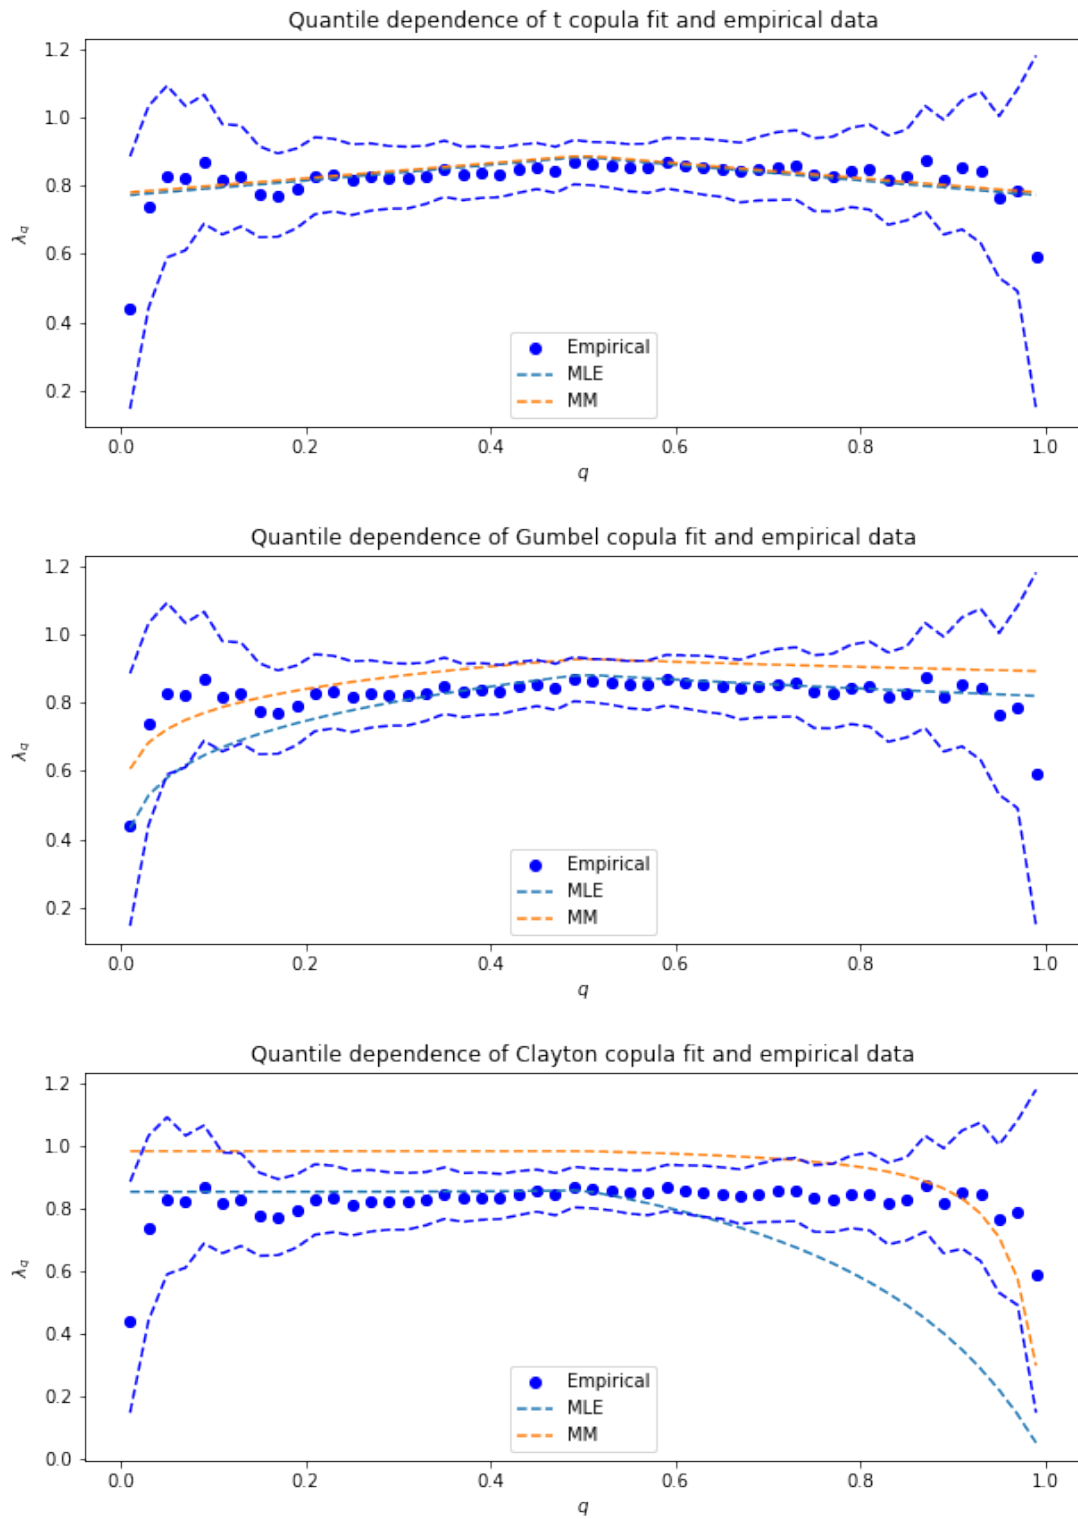 Quantile dependence of t copula fit and empirical data
1.2
1.0
0.8
0.6
0.4
0.2
λq
Empirical
MLE
MM
0.0 0.2 0.4 0.6 0.8 1.0
q
Quantile dependence of Gumbel copula fit and empirical data
1.2
1.0
0.8
0.6
0.4
0.2
λq
Empirical
MLE
MM
0.0 0.2 0.4 0.6 0.8 1.0
q
Quantile dependence of Clayton copula fit and empirical data
1.2
1.0
0.8
0.6
0.4
0.2
0.0
λq
Empirical
MLE
MM
0.0 0.2 0.4 0.6 0.8 1.0
q